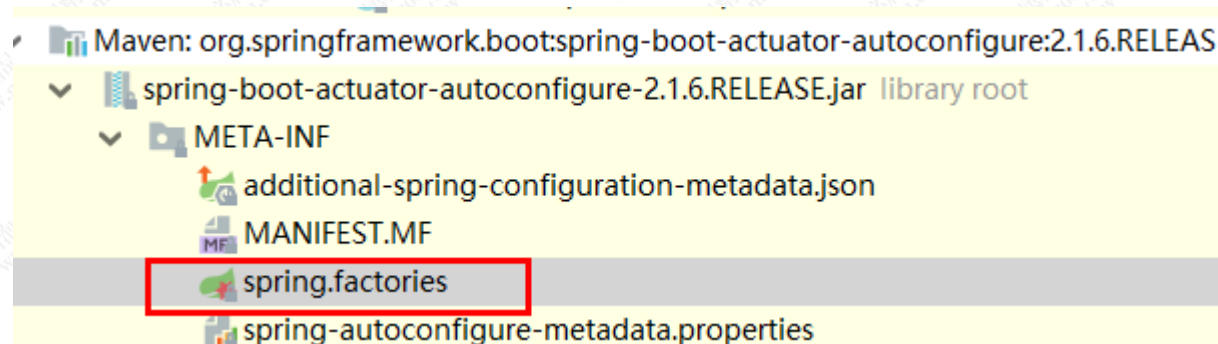 Maven: org.springframework.boot:spring-boot-actuator-autoconfigure:2.1.6.RELEAS
spring-boot-actuator-autoconfigure-2.1.6.RELEASE.jar library root
META-INF
additional-spring-configuration-metadata.json
MF MANIFEST.MF
spring.factories
spring-autoconfigure-metadata.properties